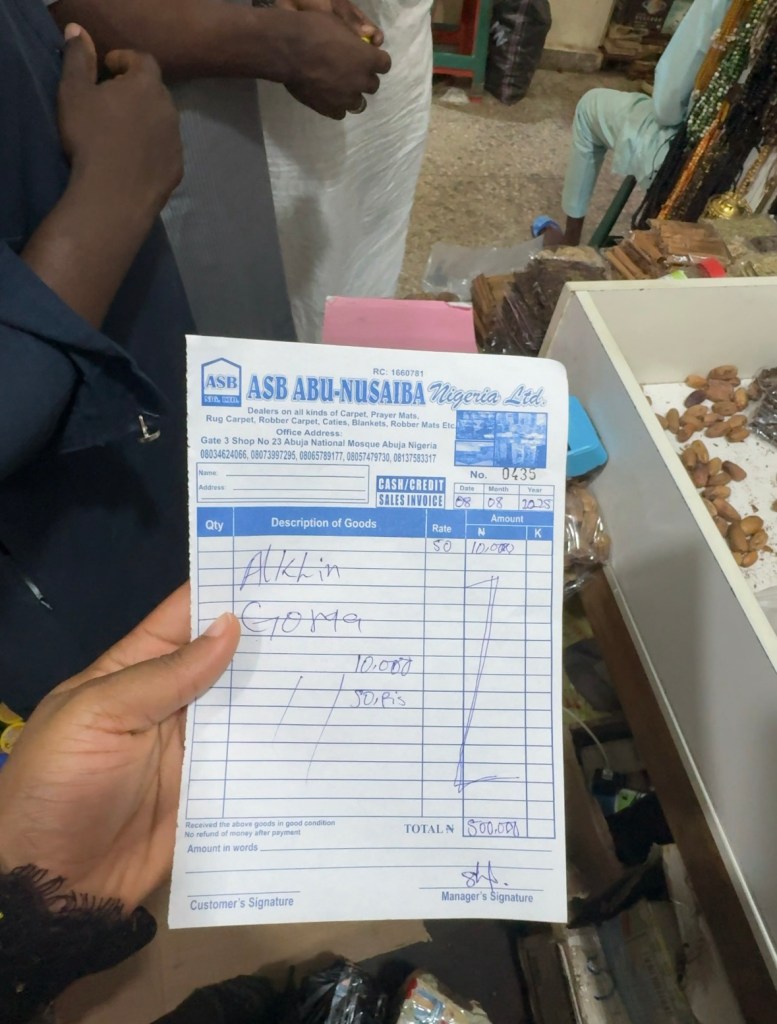 RC: 1660781
ASB
NIG. LTD.
ASB ABU-NUSAIBA Nigeria Ltd.
Dealers on all kinds of Carpet, Prayer Mats,
Rug Carpet, Robber Carpet, Caties, Blankets, Robber Mats Etc
Office Address:
Gate 3 Shop No 23 Abuja National Mosque Abuja Nigeria
08034624066, 08073997295, 08065789177, 08057479730, 08137583317
No. 0435
Name:
Address:
CASH/CREDIT
SALES INVOICE
Date Month Year
08 08 2025
Qty Description of Goods Rate Amount
₦ K
50 10,000
Alkhin
Goma
10,000
50,Pis
Received the above goods in good condition
No refund of money after payment
TOTAL ₦ 500,000
Amount in words
Customer's Signature
Manager's Signature